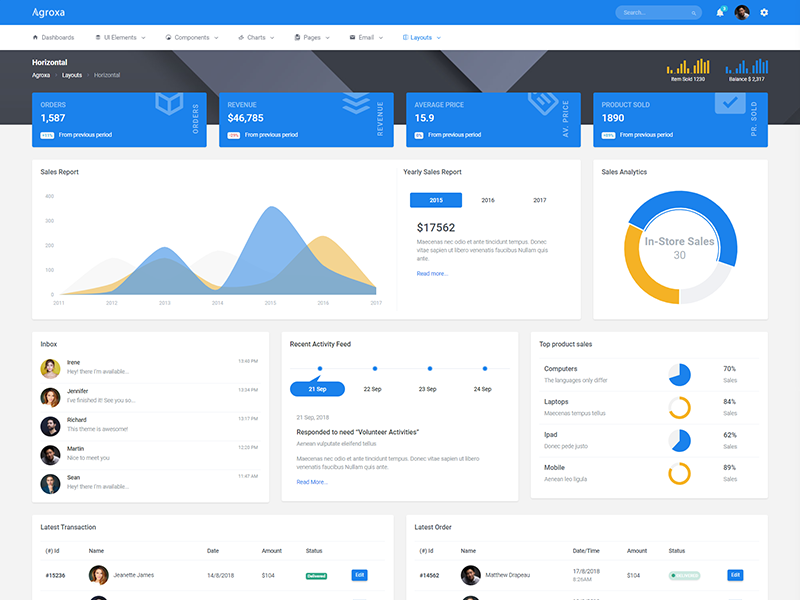 Agroxa
Search...
Dashboards
UI Elements
Components
Charts
Pages
Email
Layouts
Horizontal
Agroxa
Layouts
Horizontal
Item Sold 1230
Balance $ 2,317
ORDERS
1,587
+11%
From previous period
ORDERS
REVENUE
$46,785
-29%
From previous period
REVENUE
AVERAGE PRICE
15.9
0%
From previous period
AV. PRICE
PRODUCT SOLD
1890
+89%
From previous period
PR. SOLD
Sales Report
400
300
200
100
0
2011
2012
2013
2014
2015
2016
2017
Yearly Sales Report
2015
2016
2017
$17562
Maecenas nec odio et ante tincidunt tempus. Donec
vitae sapien ut libero venenatis faucibus Nullam quis
ante.
Read more...
Sales Analytics
In-Store Sales
30
Inbox
Irene
13:40 PM
Hey! there I'm available...
Jennifer
13:34 PM
I've finished it! See you so...
Richard
13:17 PM
This theme is awesome!
Martin
12:20 PM
Nice to meet you
Sean
11:47 AM
Hey! there I'm available...
Recent Activity Feed
21 Sep
22 Sep
23 Sep
24 Sep
21 Sep, 2018
Responded to need "Volunteer Activities"
Aenean vulputate eleifend tellus
Maecenas nec odio et ante tincidunt tempus. Donec vitae sapien ut libero
venenatis faucibus Nullam quis ante.
Read More...
Top product sales
Computers
The languages only differ
70%
Sales
Laptops
Maecenas tempus tellus
84%
Sales
Ipad
Donec pede justo
62%
Sales
Mobile
Aenean leo ligula
89%
Sales
Latest Transaction
(#) Id
Name
Date
Amount
Status
#15236
Jeanette James
14/8/2018
$104
Delivered
Edit
Latest Order
(#) Id
Name
Date/Time
Amount
Status
#14562
Matthew Drapeau
17/8/2018
8:26AM
$104
Edit